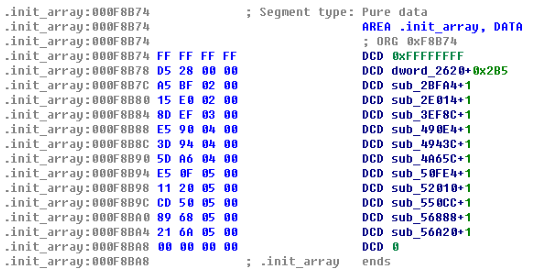 .init_array:000F8B74 ; Segment type: Pure data
.init_array:000F8B74 AREA .init_array, DATA
.init_array:000F8B74 ; ORG 0xF8B74
.init_array:000F8B74 FF FF FF FF DCD 0xFFFFFFFF
.init_array:000F8B78 D5 28 00 00 DCD dword_2620+0x2B5
.init_array:000F8B7C A5 BF 02 00 DCD sub_2BFA4+1
.init_array:000F8B80 15 E0 02 00 DCD sub_2E014+1
.init_array:000F8B84 8D EF 03 00 DCD sub_3EF8C+1
.init_array:000F8B88 E5 90 04 00 DCD sub_490E4+1
.init_array:000F8B8C 3D 94 04 00 DCD sub_4943C+1
.init_array:000F8B90 5D A6 04 00 DCD sub_4A65C+1
.init_array:000F8B94 E5 0F 05 00 DCD sub_50FE4+1
.init_array:000F8B98 11 20 05 00 DCD sub_52010+1
.init_array:000F8B9C CD 50 05 00 DCD sub_550CC+1
.init_array:000F8BA0 89 68 05 00 DCD sub_56888+1
.init_array:000F8BA4 21 6A 05 00 DCD sub_56A20+1
.init_array:000F8BA8 00 00 00 00 DCD 0
.init_array:000F8BA8 ; .init_array ends